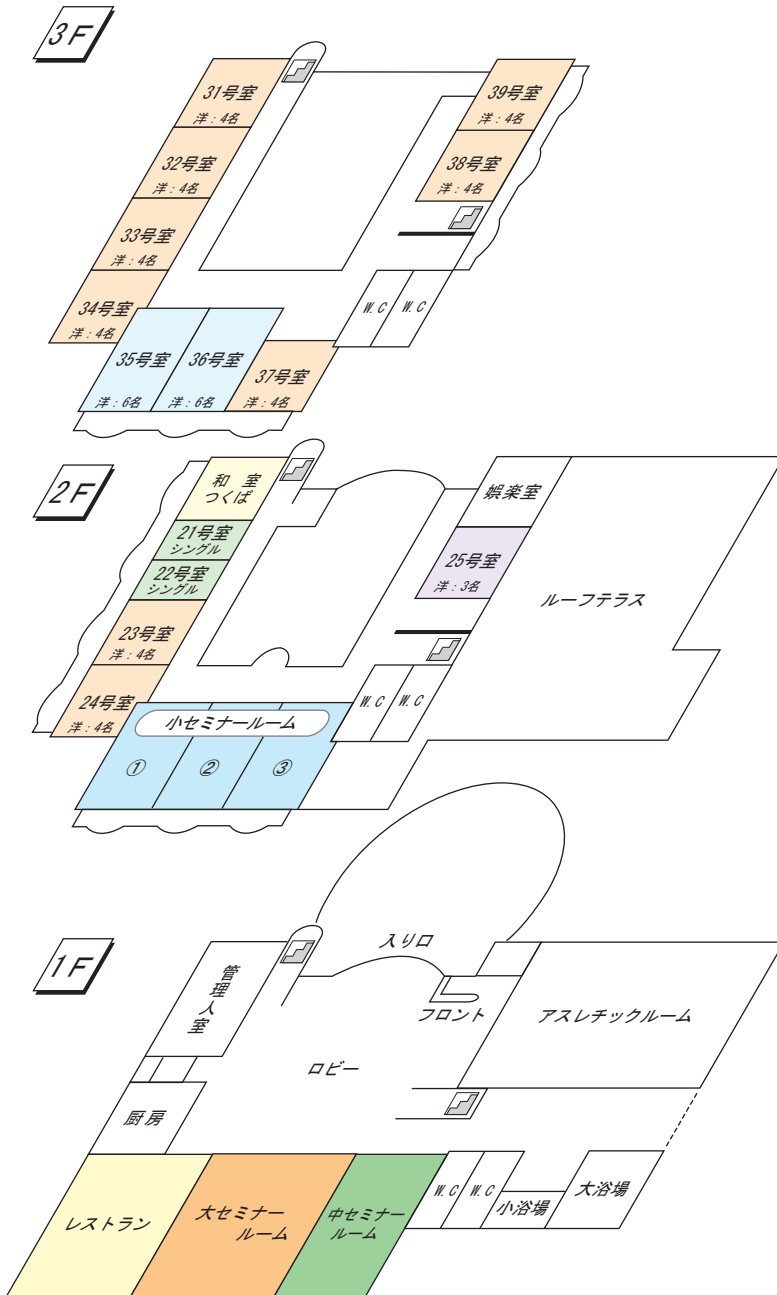 3F
31号室
洋：4名
32号室
洋：4名
33号室
洋：4名
34号室
洋：4名
35号室
洋：6名
36号室
洋：6名
37号室
洋：4名
39号室
洋：4名
38号室
洋：4名
W.C
W.C
2F
和室
つくば
21号室
シングル
22号室
シングル
23号室
洋：4名
24号室
洋：4名
小セミナールーム
①
②
③
W.C
W.C
娯楽室
25号室
洋：3名
ルーフテラス
1F
管理人室
入り口
フロント
アスレチックルーム
ロビー
厨房
レストラン
大セミナー
ルーム
中セミナー
ルーム
W.C
W.C
小浴場
大浴場